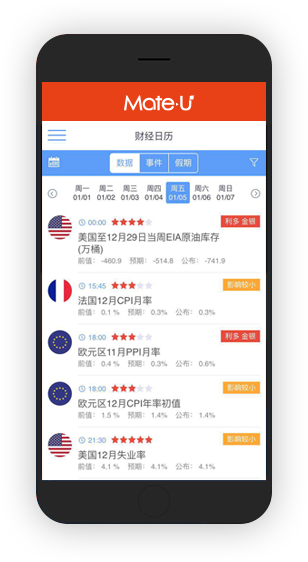 Mate·U
财经日历
数据 事件 假期
周一 周二 周三 周四 周五 周六 周日
01/01 01/02 01/03 01/04 01/05 01/06 01/07
00:00 利多 金银
美国至12月29日当周EIA原油库存
(万桶)
前值: -460.9 预期: -514.8 公布: -741.9
15:45 影响较小
法国12月CPI月率
前值: 0.1 % 预期: 0.3% 公布: 0.3%
18:00 利多 金银
欧元区11月PPI月率
前值: 0.4 % 预期: 0.3% 公布: 0.6%
18:00 影响较小
欧元区12月CPI年率初值
前值: 1.5 % 预期: 1.4% 公布: 1.4%
21:30 影响较小
美国12月失业率
前值: 4.1 % 预期: 4.1% 公布: 4.1%